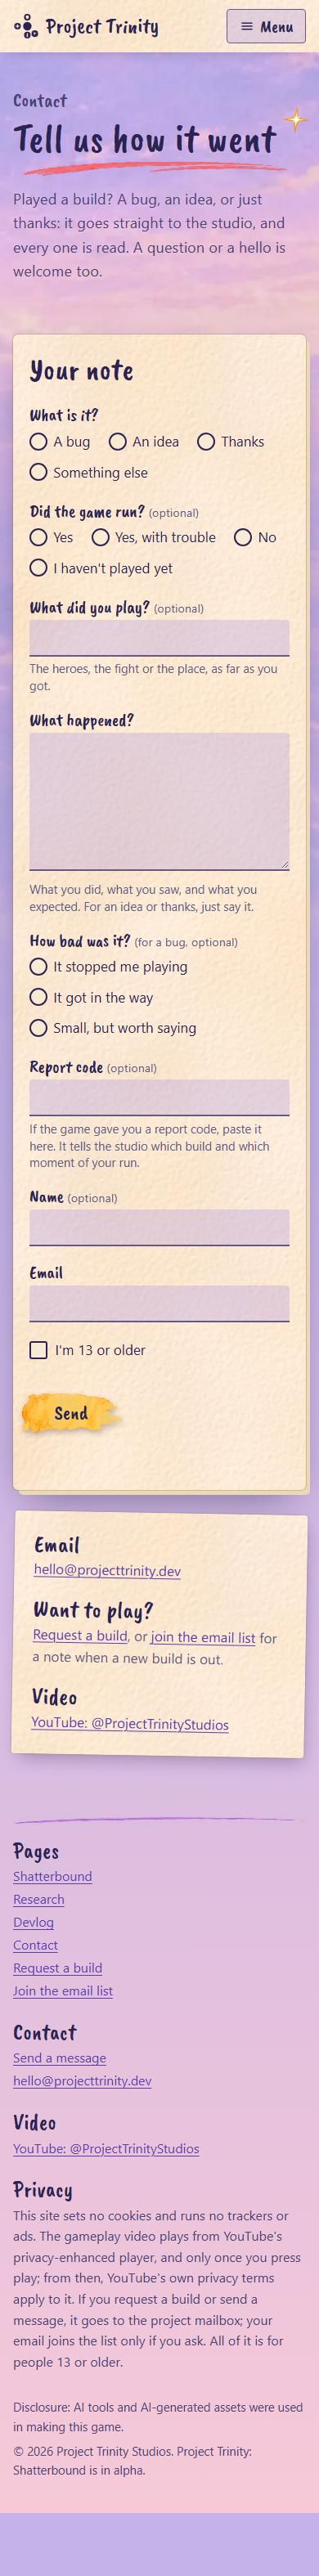 Project Trinity
Menu
Contact
Tell us how it went
Played a build? A bug, an idea, or just
thanks: it goes straight to the studio, and
every one is read. A question or a hello is
welcome too.
Your note
What is it?
A bug An idea Thanks
Something else
Did the game run? (optional)
Yes Yes, with trouble No
I haven't played yet
What did you play? (optional)
The heroes, the fight or the place, as far as you
got.
What happened?
What you did, what you saw, and what you
expected. For an idea or thanks, just say it.
How bad was it? (for a bug, optional)
It stopped me playing
It got in the way
Small, but worth saying
Report code (optional)
If the game gave you a report code, paste it
here. It tells the studio which build and which
moment of your run.
Name (optional)
Email
I'm 13 or older
Send
Email
hello@projecttrinity.dev
Want to play?
Request a build, or join the email list for
a note when a new build is out.
Video
YouTube: @ProjectTrinityStudios
Pages
Shatterbound
Research
Devlog
Contact
Request a build
Join the email list
Contact
Send a message
hello@projecttrinity.dev
Video
YouTube: @ProjectTrinityStudios
Privacy
This site sets no cookies and runs no trackers or
ads. The gameplay video plays from YouTube's
privacy-enhanced player, and only once you press
play; from then, YouTube's own privacy terms
apply to it. If you request a build or send a
message, it goes to the project mailbox; your
email joins the list only if you ask. All of it is for
people 13 or older.
Disclosure: AI tools and AI-generated assets were used
in making this game.
© 2026 Project Trinity Studios. Project Trinity:
Shatterbound is in alpha.